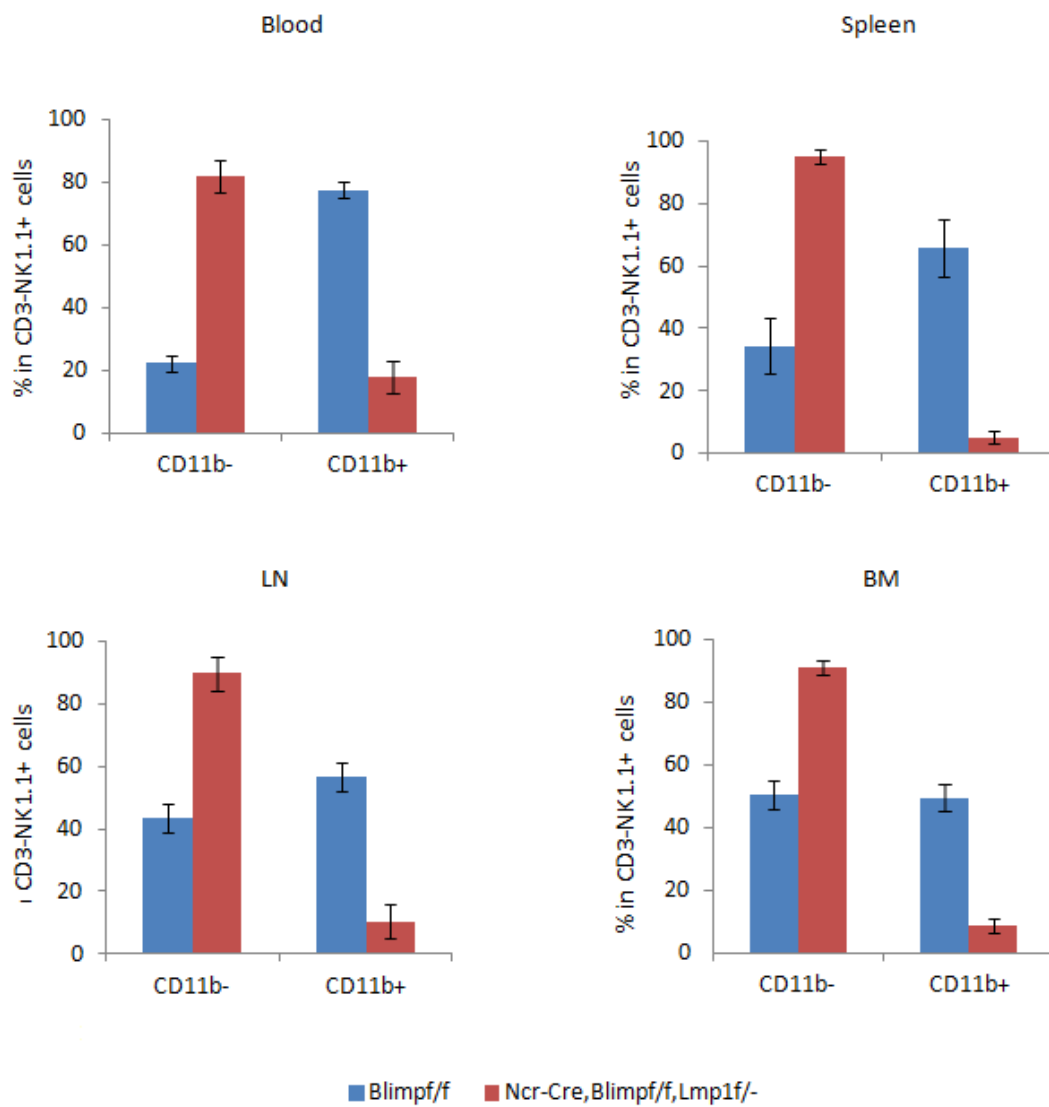 Blood
% in CD3-NK1.1+ cells
100
80
60
40
20
0
CD11b-
CD11b+
Spleen
% in CD3-NK1.1+ cells
100
80
60
40
20
0
CD11b-
CD11b+
LN
CD3-NK1.1+ cells
100
80
60
40
20
0
CD11b-
CD11b+
BM
% in CD3-NK1.1+ cells
100
80
60
40
20
0
CD11b-
CD11b+
Blimpf/f
Ncr-Cre,Blimpf/f,Lmp1f/-